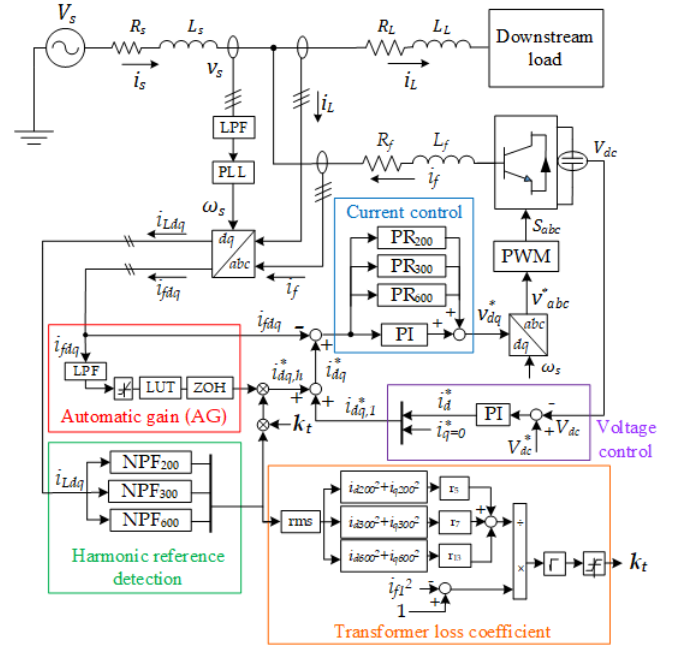 V_s
R_s
L_s
R_L
L_L
Downstream
load
i_s
v_s
i_L
i_L
LPF
PLL
ω_s
R_f
L_f
i_f
V_dc
i_Ldq
dq
abc
i_fdq
i_f
Current control
PR_200
PR_300
PR_600
PI
S_abc
PWM
v*_abc
v*_dq
abc
dq
ω_s
i_fdq
i_fdq
LPF
LUT
ZOH
Automatic gain (AG)
i*_dq,h
i*_dq
i*_dq,1
k_t
i*_d
i*_q=0
PI
V_dc
V*_dc
Voltage
control
i_Ldq
NPF_200
NPF_300
NPF_600
Harmonic reference
detection
rms
i_d200²+i_q200²
r_5
i_d300²+i_q300²
r_7
i_d600²+i_q600²
r_13
÷
×
i_f1²
1
k_t
Transformer loss coefficient